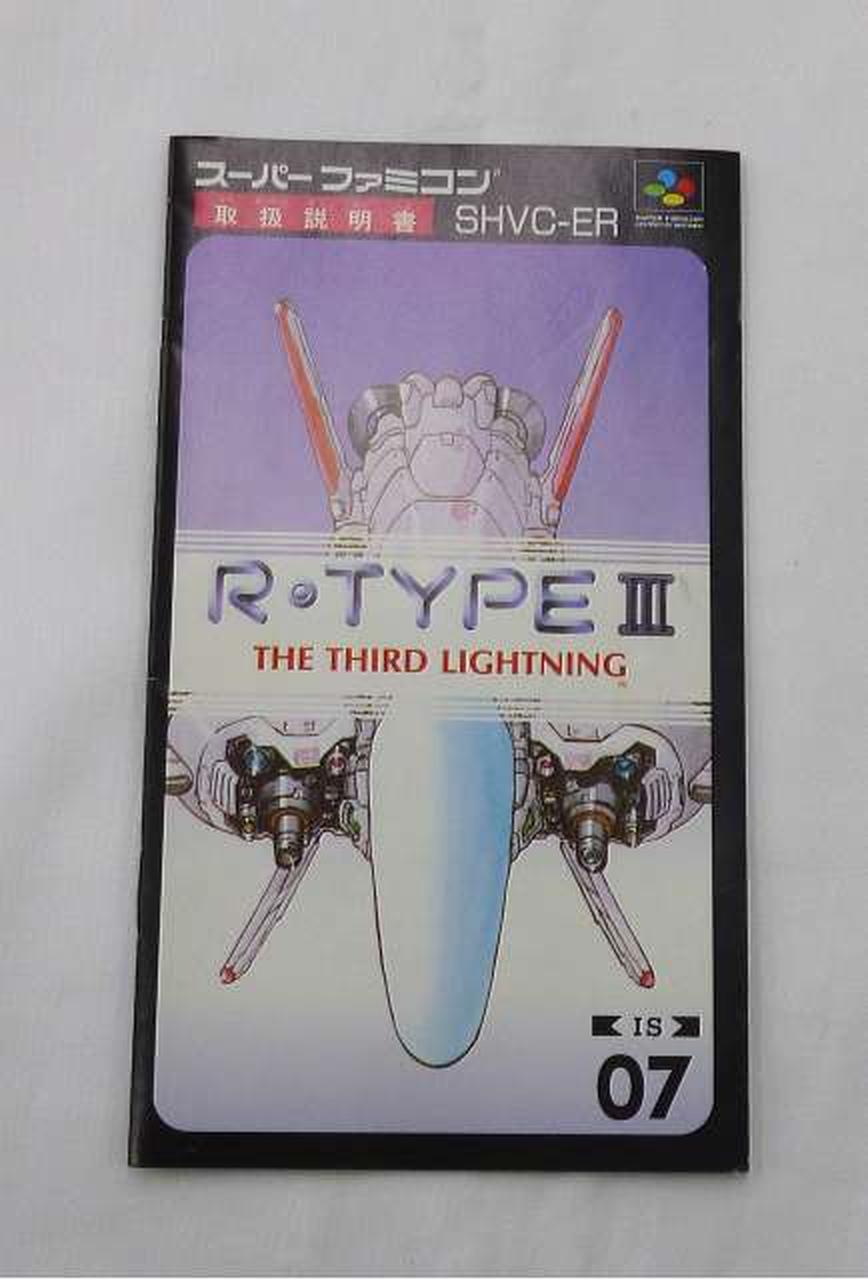 スーパーファミコン
取扱説明書 SHVC-ER
R·TYPE III
THE THIRD LIGHTNING
IS
07